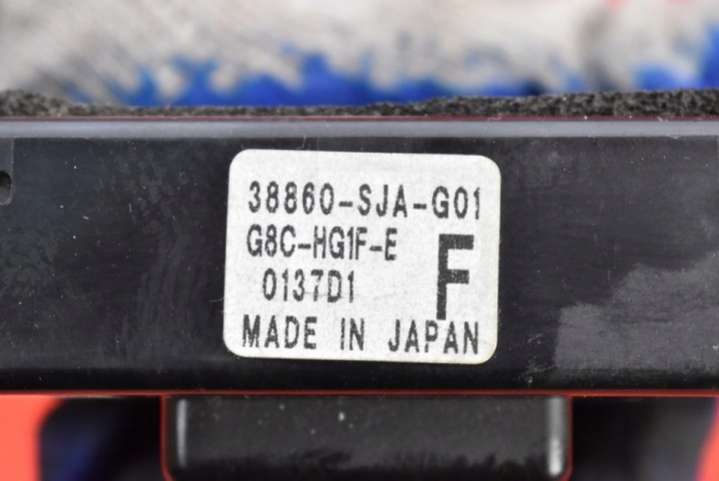 38860-SJA-G01
G8C-HG1F-E
F
0137D1
MADE IN JAPAN